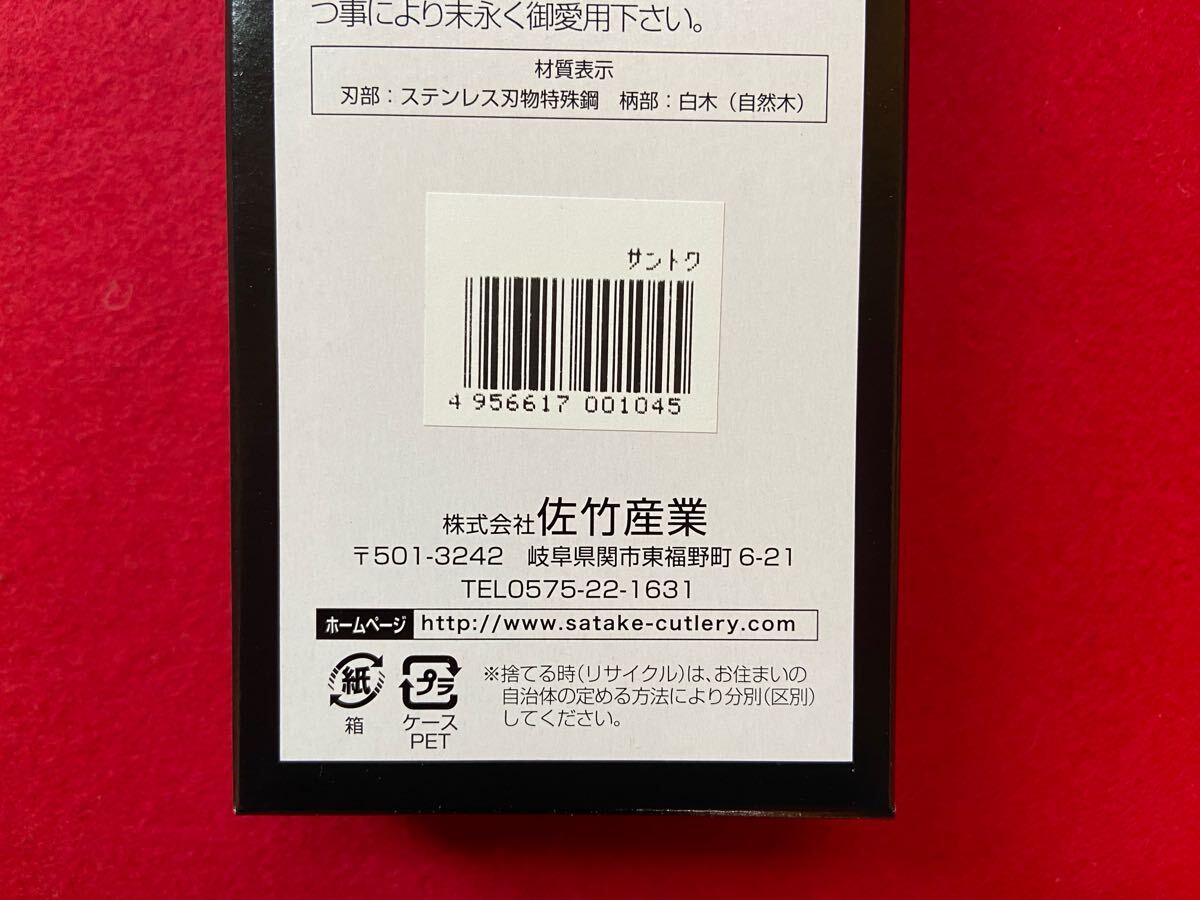 つ事により末永く御愛用下さい。
材質表示
刃部：ステンレス刃物特殊鋼　柄部：白木（自然木）
サントク
4 956617 001045
株式会社佐竹産業
〒501-3242　岐阜県関市東福野町 6-21
TEL0575-22-1631
ホームページ http://www.satake-cutlery.com
紙 プラ
箱 ケース
PET
※捨てる時(リサイクル)は、お住まいの
自治体の定める方法により分別(区別)
してください。